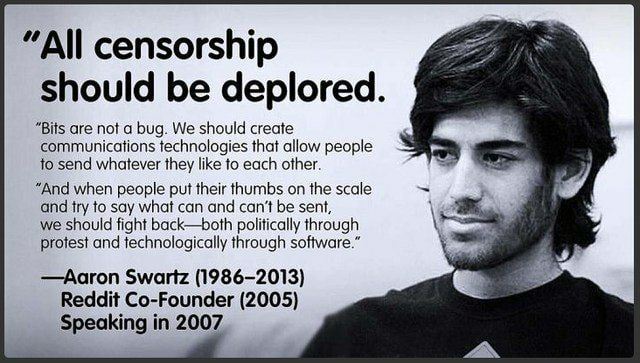 “All censorship
should be deplored.
“Bits are not a bug. We should create
communications technologies that allow people
to send whatever they like to each other.
“And when people put their thumbs on the scale
and try to say what can and can’t be sent,
we should fight back—both politically through
protest and technologically through software.”
—Aaron Swartz (1986–2013)
Reddit Co-Founder (2005)
Speaking in 2007